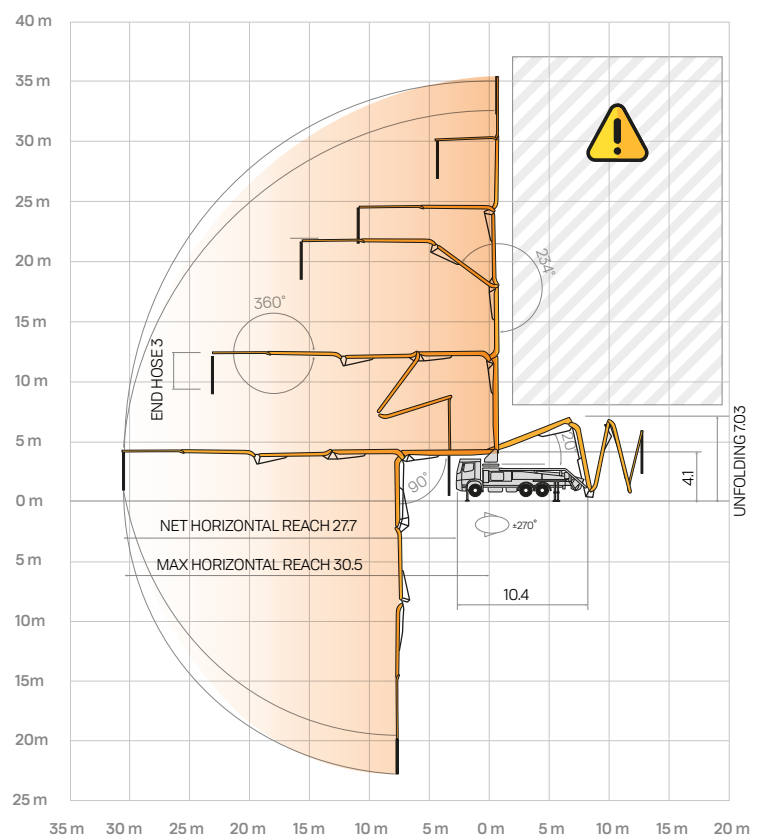 40 m
35 m
30 m
25 m
20 m
15 m
10 m
5 m
0 m
5 m
10 m
15 m
20 m
25 m
234°
360°
END HOSE 3
120°
90°
4.1
UNFOLDING 7.03
NET HORIZONTAL REACH 27.7
±270°
MAX HORIZONTAL REACH 30.5
10.4
35 m 30 m 25 m 20 m 15 m 10 m 5 m 0 m 5 m 10 m 15 m 20 m